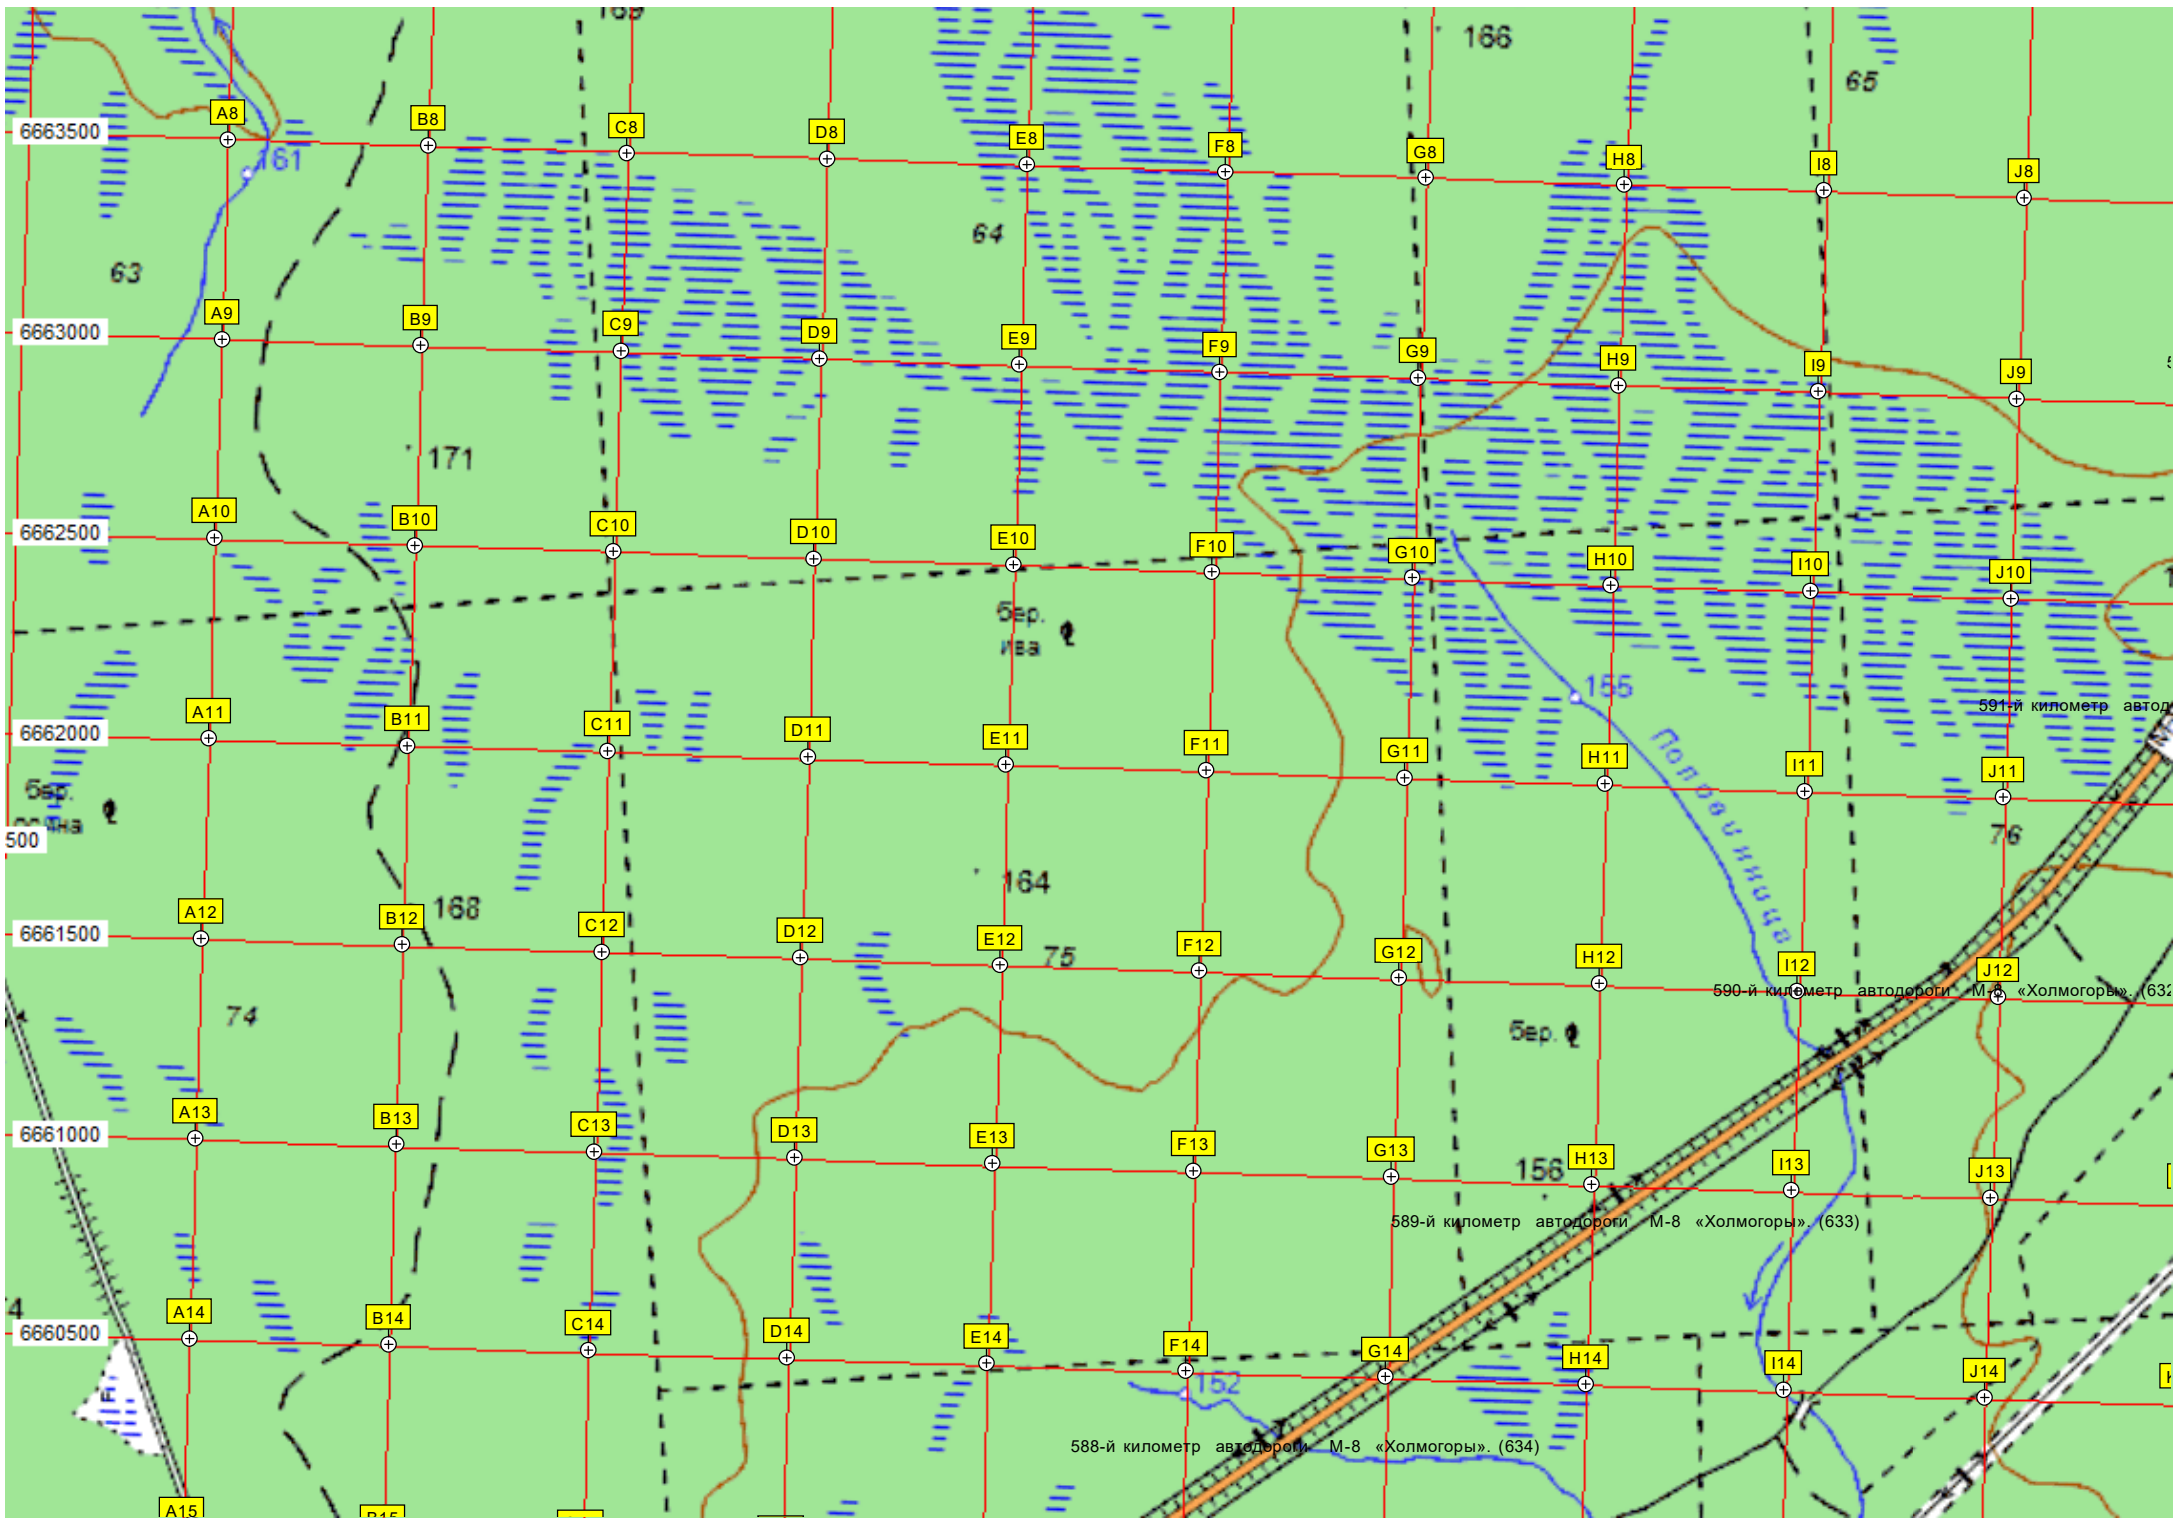 169
166
65
A8
B8
C8
D8
E8
F8
G8
H8
I8
J8
6663500
161
64
63
A9
B9
C9
D9
E9
F9
G9
H9
I9
J9
6663000
171
A10
B10
C10
D10
E10
F10
G10
H10
I10
J10
6662500
бер.
ива
155
591-й километр автод
A11
B11
C11
D11
E11
F11
G11
H11
I11
J11
6662000
бер.
500
76
164
168
A12
B12
C12
D12
E12
F12
G12
H12
I12
J12
6661500
75
590-й километр автодороги М-8 «Холмогоры». (632
74
бер.
A13
B13
C13
D13
E13
F13
G13
H13
I13
J13
6661000
156
589-й километр автодороги М-8 «Холмогоры». (633)
4
A14
B14
C14
D14
E14
F14
G14
H14
I14
J14
6660500
152
588-й километр автодороги М-8 «Холмогоры». (634)
A15
B15